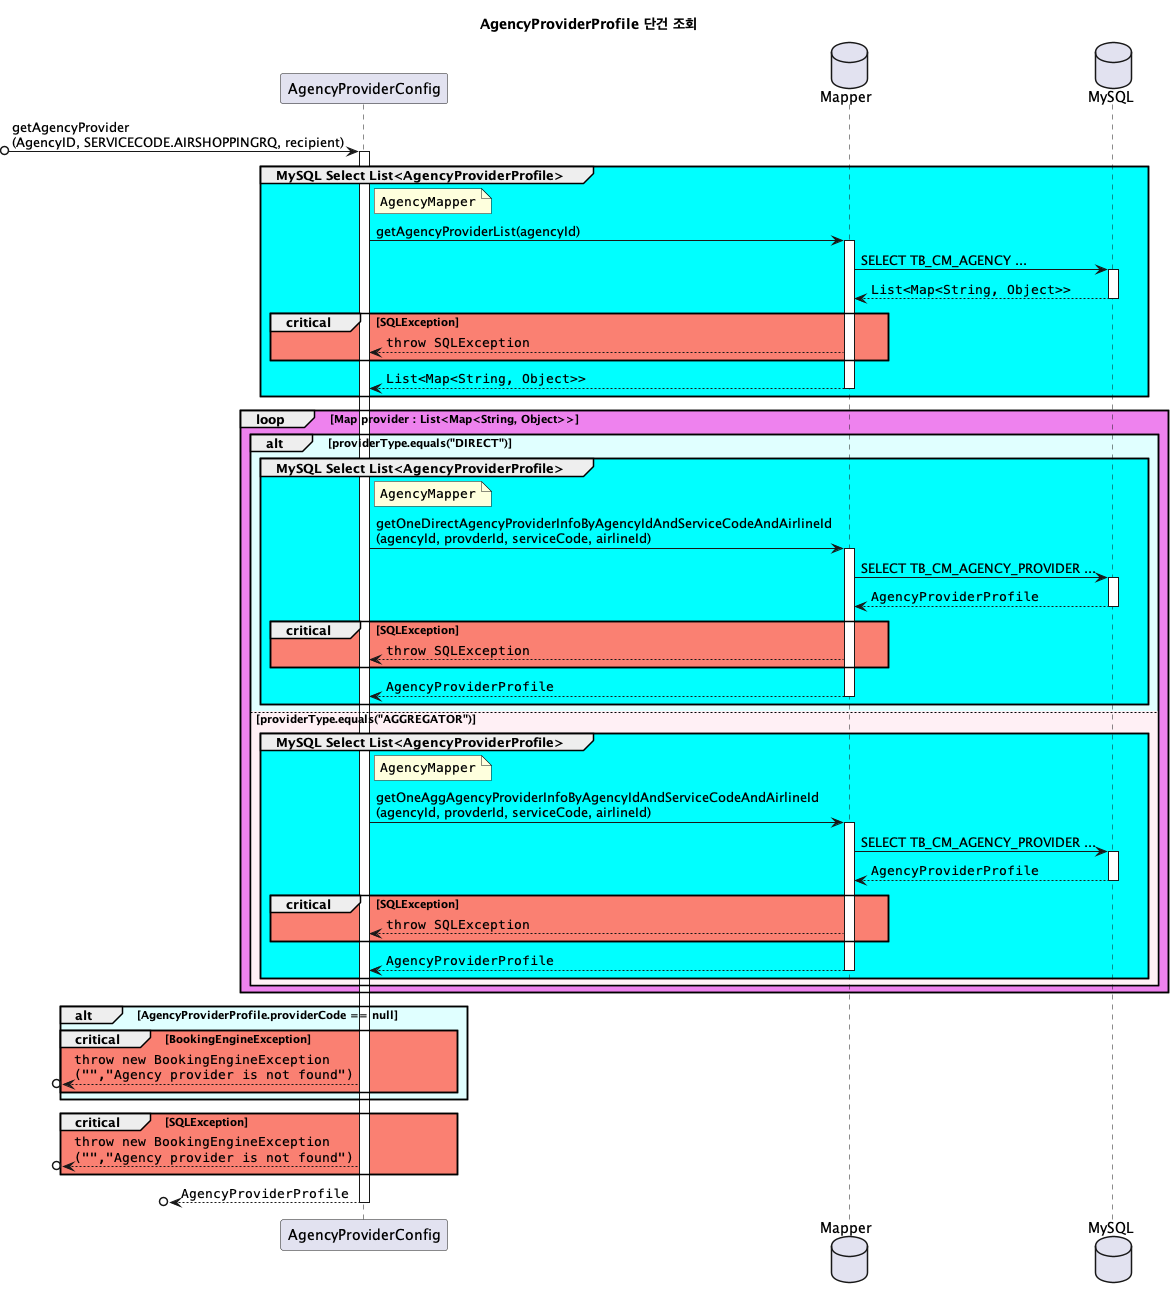 AgencyProviderProfile 단건 조회
AgencyProviderConfig
Mapper
MySQL
getAgencyProvider
(AgencyID, SERVICECODE.AIRSHOPPINGRQ, recipient)
MySQL Select List<AgencyProviderProfile>
AgencyMapper
getAgencyProviderList(agencyId)
SELECT TB_CM_AGENCY ...
List<Map<String, Object>>
critical [SQLException]
throw SQLException
List<Map<String, Object>>
loop [Map provider : List<Map<String, Object>>]
alt [providerType.equals("DIRECT")]
MySQL Select List<AgencyProviderProfile>
AgencyMapper
getOneDirectAgencyProviderInfoByAgencyIdAndServiceCodeAndAirlineId
(agencyId, provderId, serviceCode, airlineId)
SELECT TB_CM_AGENCY_PROVIDER ...
AgencyProviderProfile
critical [SQLException]
throw SQLException
AgencyProviderProfile
[providerType.equals("AGGREGATOR")]
MySQL Select List<AgencyProviderProfile>
AgencyMapper
getOneAggAgencyProviderInfoByAgencyIdAndServiceCodeAndAirlineId
(agencyId, provderId, serviceCode, airlineId)
SELECT TB_CM_AGENCY_PROVIDER ...
AgencyProviderProfile
critical [SQLException]
throw SQLException
AgencyProviderProfile
alt [AgencyProviderProfile.providerCode == null]
critical [BookingEngineException]
throw new BookingEngineException
("","Agency provider is not found")
critical [SQLException]
throw new BookingEngineException
("","Agency provider is not found")
AgencyProviderProfile
AgencyProviderConfig
Mapper
MySQL